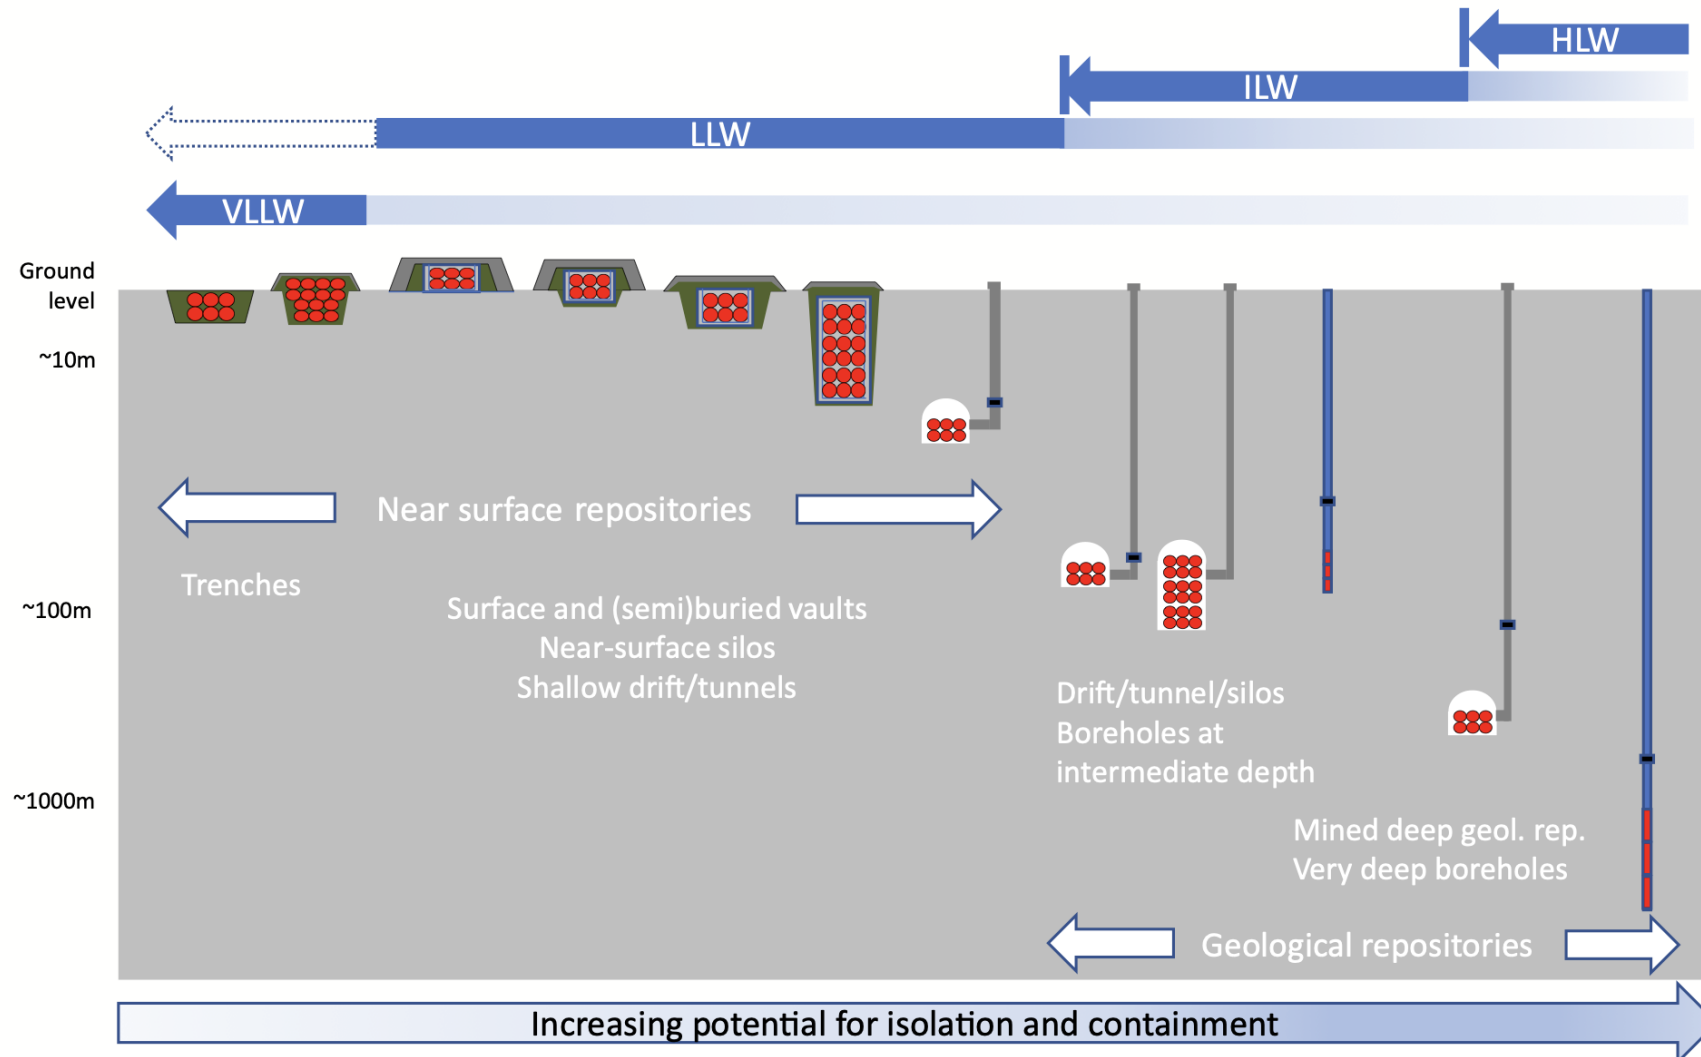 HLW
ILW
LLW
VLLW
Ground
level
~10m
Near surface repositories
Trenches
~100m
Surface and (semi)buried vaults
Near-surface silos
Shallow drift/tunnels
Drift/tunnel/silos
Boreholes at
intermediate depth
~1000m
Mined deep geol. rep.
Very deep boreholes
Geological repositories
Increasing potential for isolation and containment